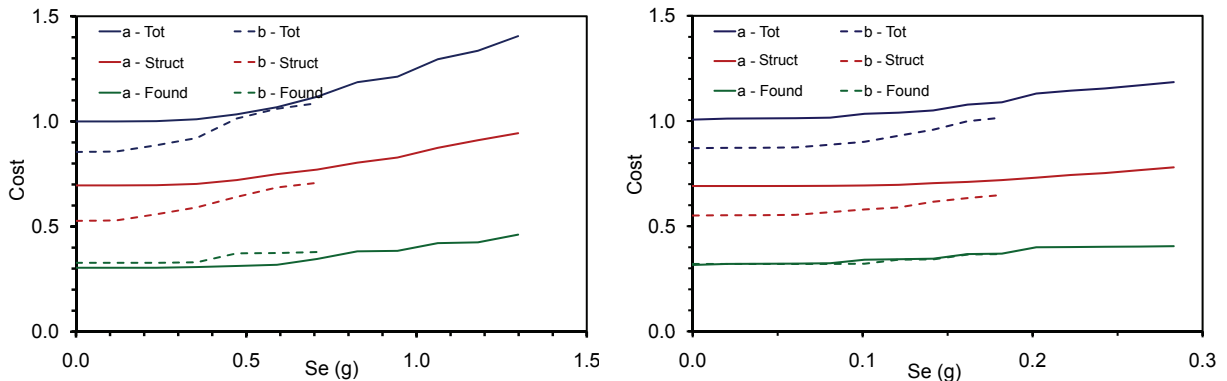 1.5
a - Tot
b - Tot
a - Struct
b - Struct
a - Found
b - Found
1.0
Cost
0.5
0.0
0.0
0.5
1.0
1.5
Se (g)
1.5
a - Tot
b - Tot
a - Struct
b - Struct
a - Found
b - Found
1.0
Cost
0.5
0.0
0.0
0.1
0.2
0.3
Se (g)